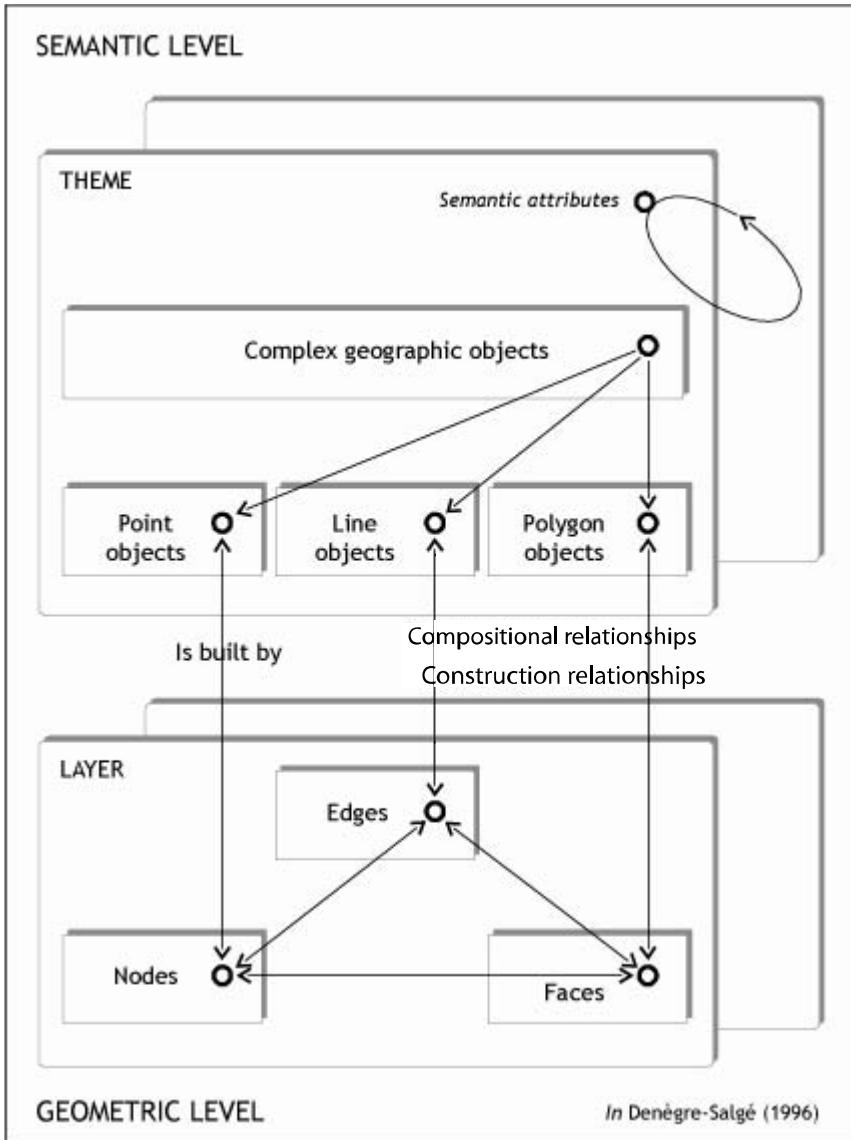 SEMANTIC LEVEL
THEME
Semantic attributes
Complex geographic objects
Point
objects
Line
objects
Polygon
objects
Is built by
Compositional relationships
Construction relationships
LAYER
Edges
Nodes
Faces
GEOMETRIC LEVEL
In Denègre-Salgé (1996)